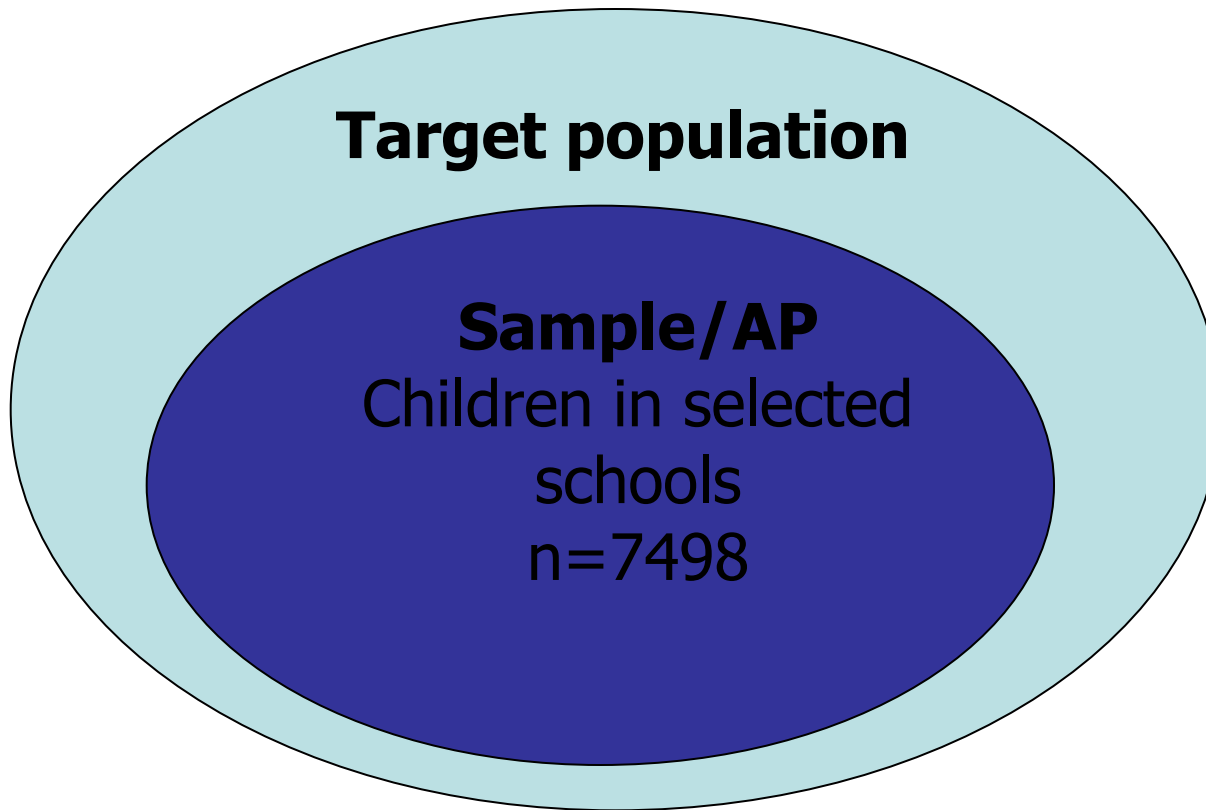 Target population
Sample/AP
Children in selected
schools
n=7498